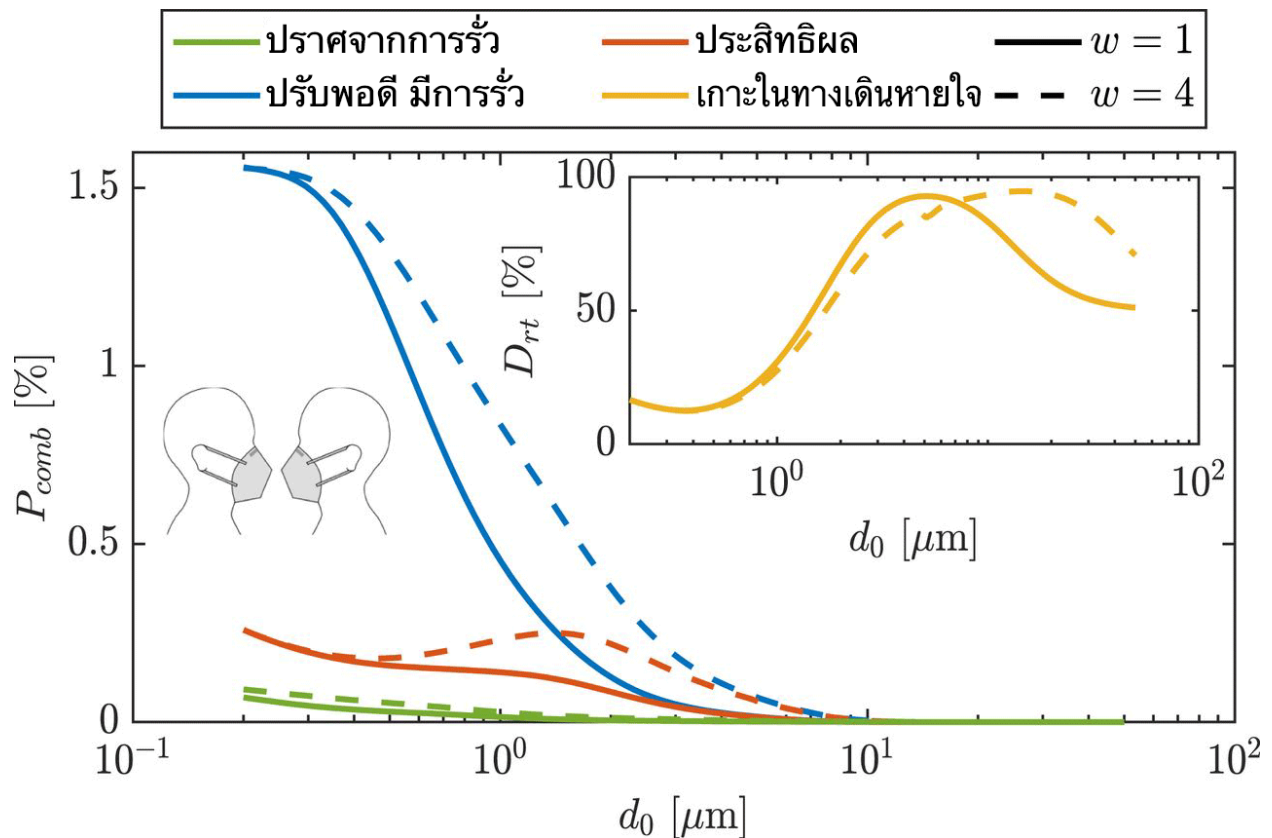 ปราศจากการรั่ว ประสิทธิผล w = 1
ปรับพอดี มีการรั่ว เกาะในทางเดินหายใจ w = 4
P_{comb} [%]
1.5
1
0.5
0
10^{-1} 10^0 10^1 10^2
d_0 [μm]
D_{rt} [%]
100
50
0
10^0 10^2
d_0 [μm]